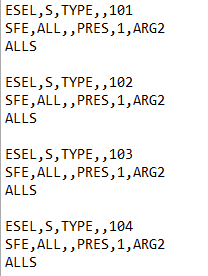 ESEL,S,TYPE,,101
SFE,ALL,,PRES,1,ARG2
ALLS
ESEL,S,TYPE,,102
SFE,ALL,,PRES,1,ARG2
ALLS
ESEL,S,TYPE,,103
SFE,ALL,,PRES,1,ARG2
ALLS
ESEL,S,TYPE,,104
SFE,ALL,,PRES,1,ARG2
ALLS